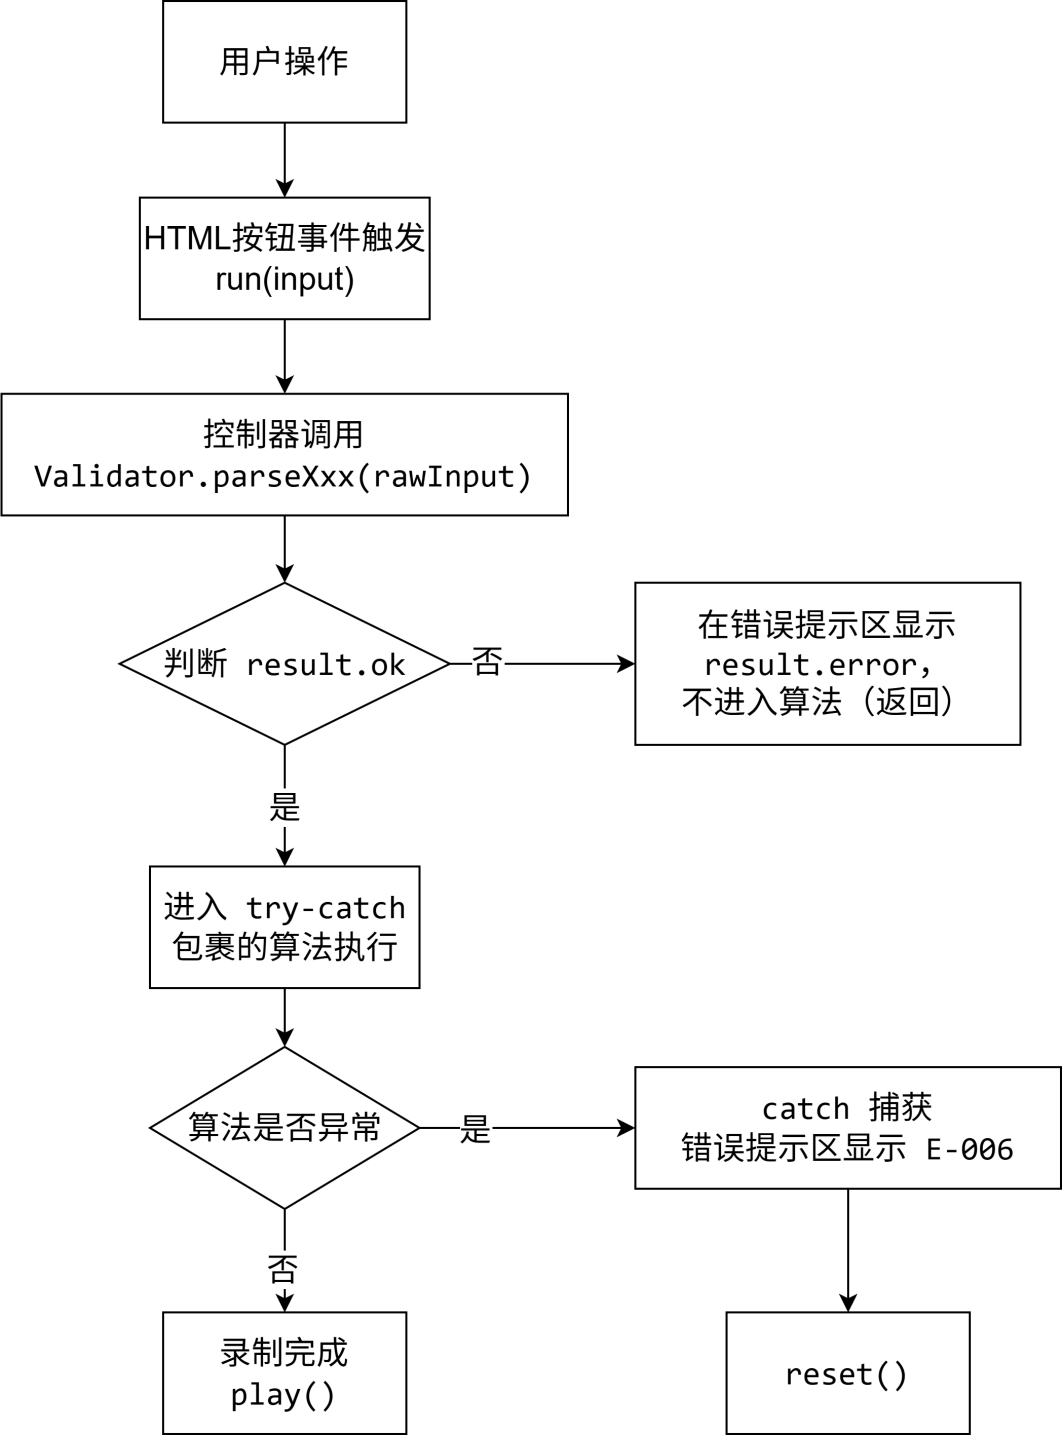 用户操作
HTML按钮事件触发
run(input)
控制器调用
Validator.parseXxx(rawInput)
判断 result.ok
否
在错误提示区显示
result.error，
不进入算法（返回）
是
进入 try-catch
包裹的算法执行
算法是否异常
是
catch 捕获
错误提示区显示 E-006
否
录制完成
play()
reset()